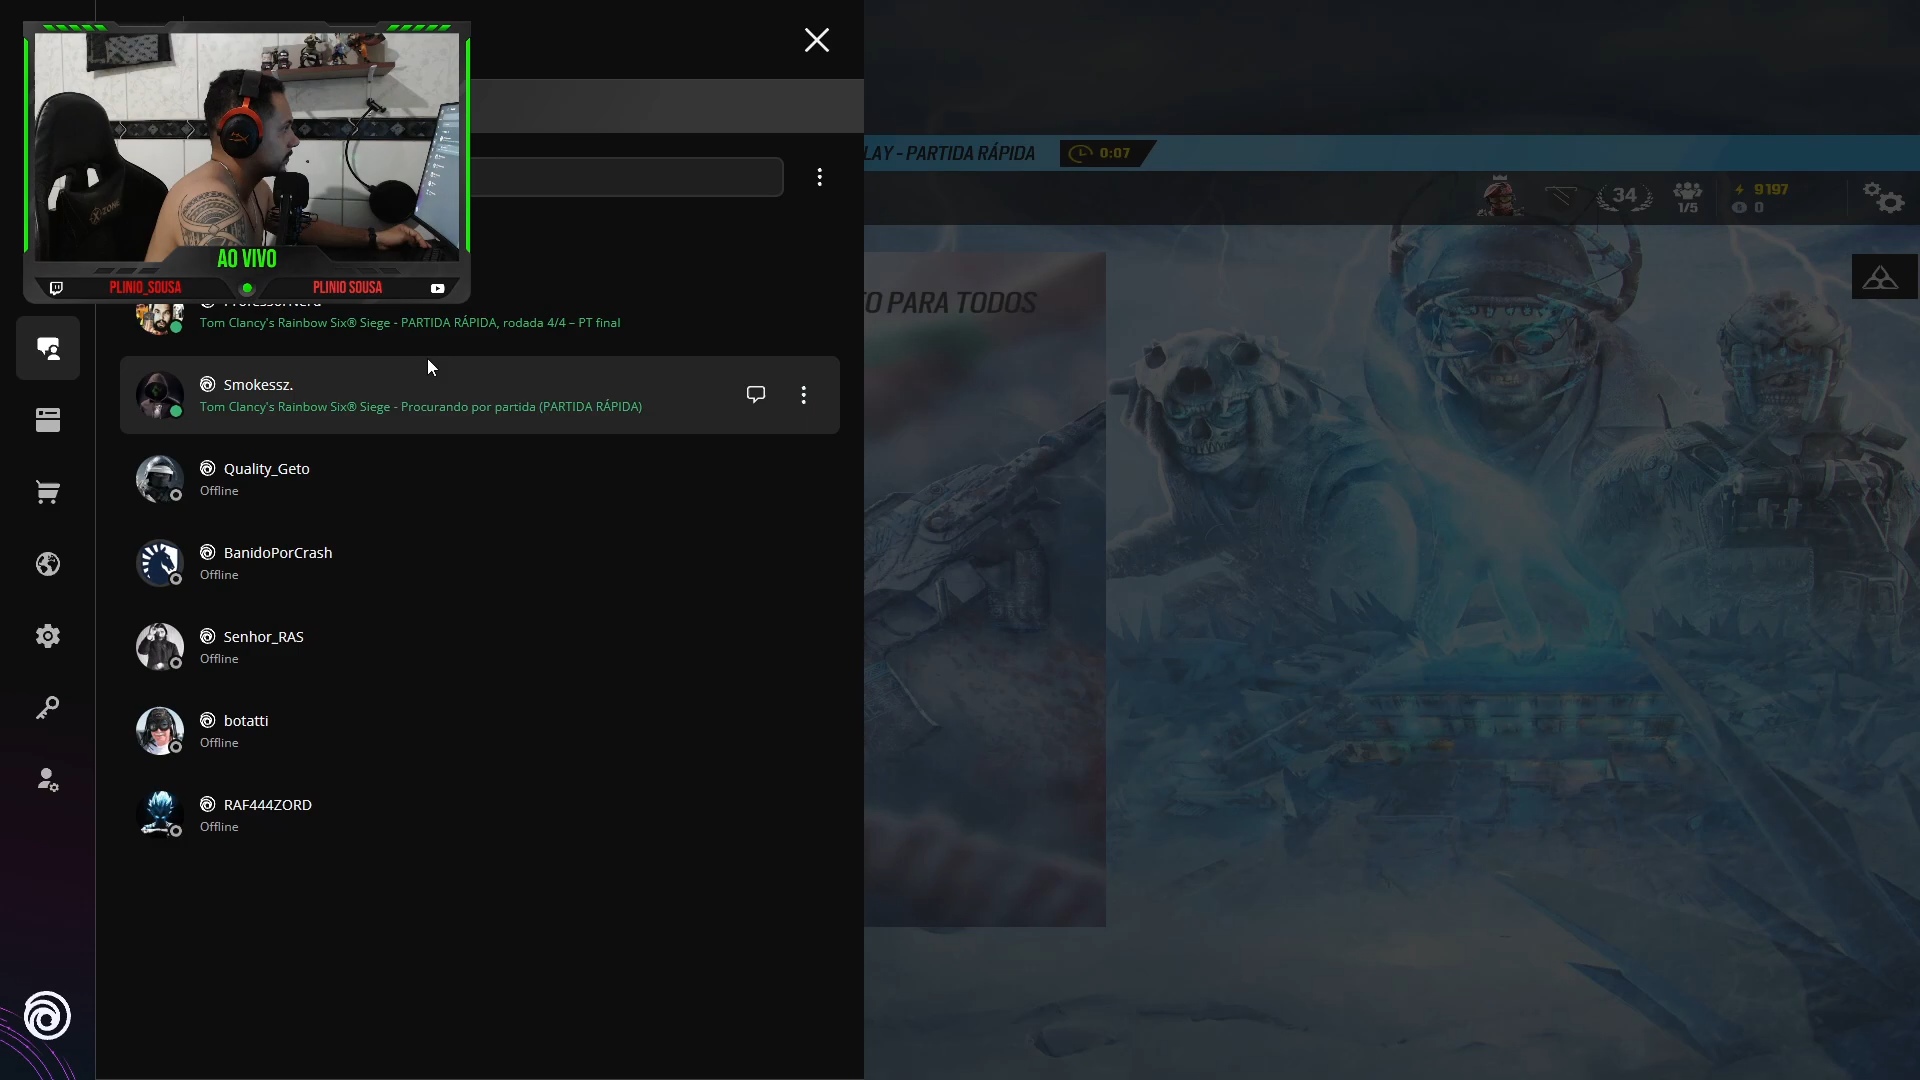 AO VIVO
PLINIO_SOUSA
PLINIO SOUSA
LAY - PARTIDA RÁPIDA
0:07
34
1/5
9197
0
O PARA TODOS
Tom Clancy's Rainbow Six® Siege - PARTIDA RÁPIDA, rodada 4/4 – PT final
Smokessz.
Tom Clancy's Rainbow Six® Siege - Procurando por partida (PARTIDA RÁPIDA)
Quality_Geto
Offline
BanidoPorCrash
Offline
Senhor_RAS
Offline
botatti
Offline
RAF444ZORD
Offline